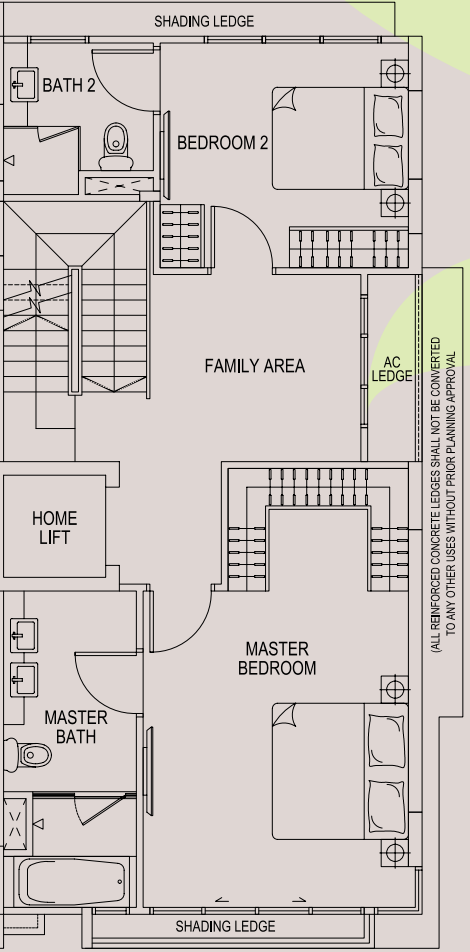 SHADING LEDGE
BATH 2
BEDROOM 2
FAMILY AREA
AC
LEDGE
(ALL REINFORCED CONCRETE LEDGES SHALL NOT BE CONVERTED
TO ANY OTHER USES WITHOUT PRIOR PLANNING APPROVAL
HOME
LIFT
MASTER
BEDROOM
MASTER
BATH
SHADING LEDGE